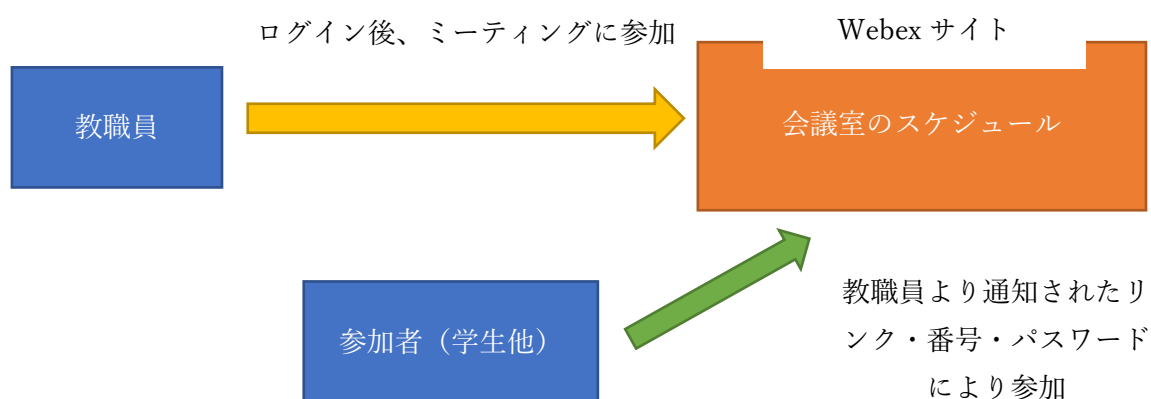 ログイン後、ミーティングに参加
Webex サイト
教職員
会議室のスケジュール
参加者（学生他）
教職員より通知されたリ
ンク・番号・パスワード
により参加